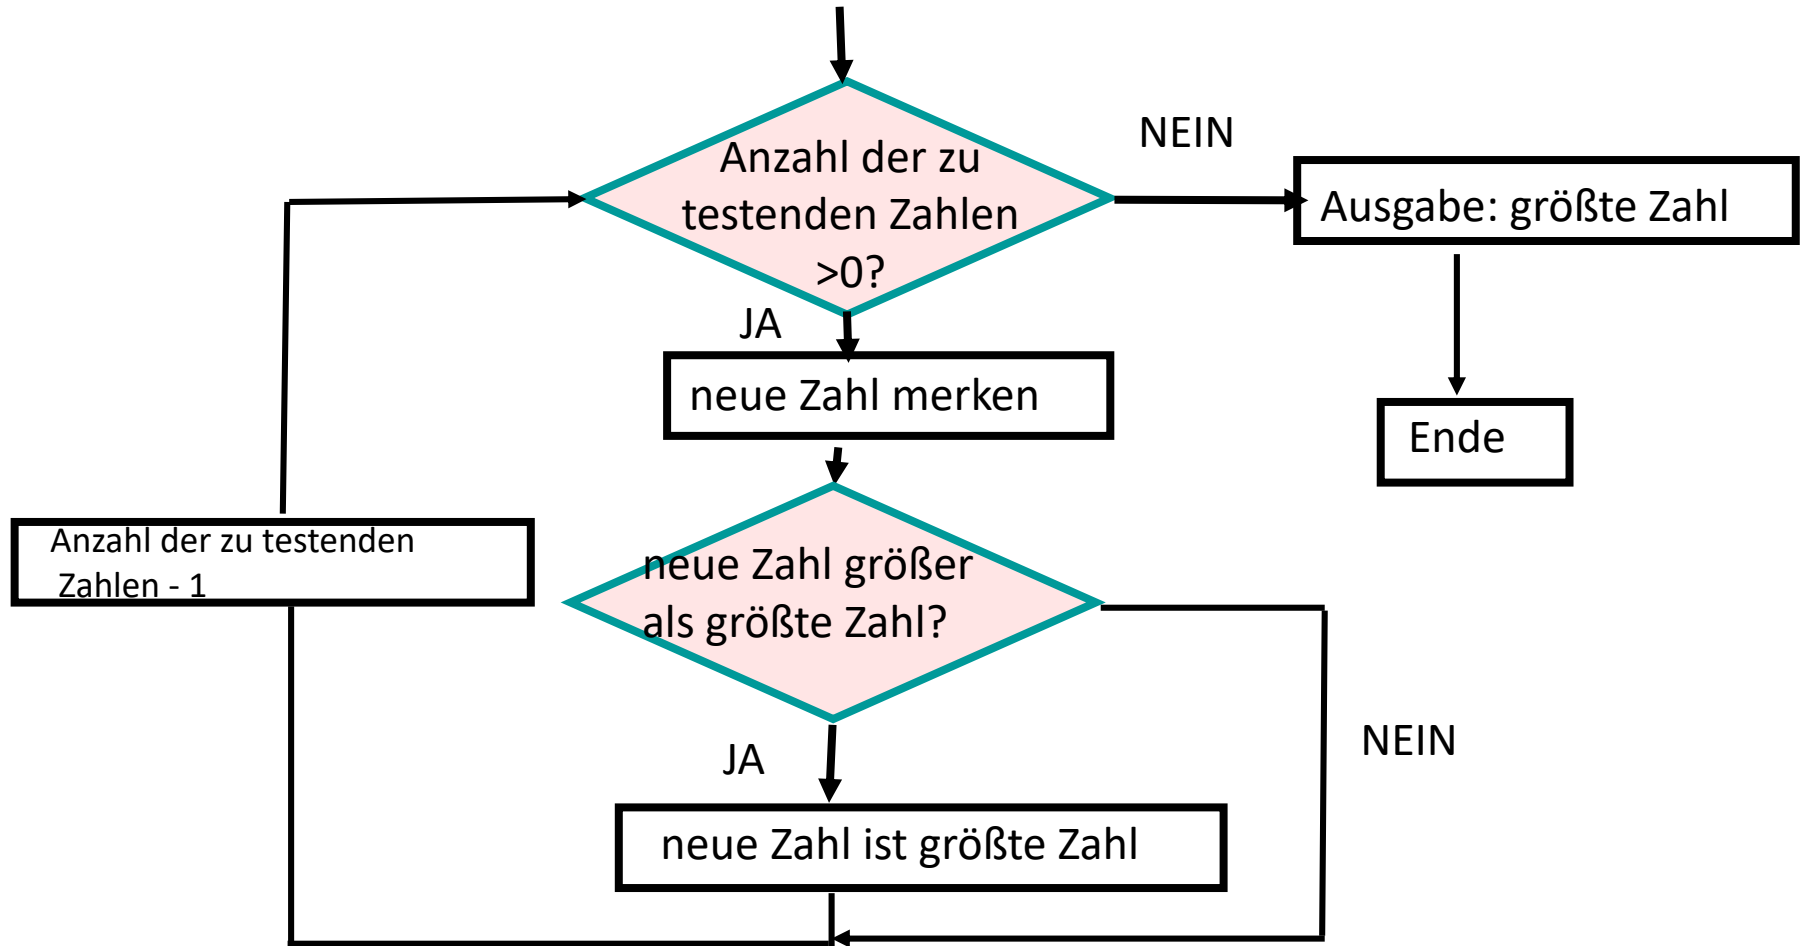 NEIN
Anzahl der zu
testenden Zahlen
>0?
Ausgabe: größte Zahl
JA
neue Zahl merken
Ende
Anzahl der zu testenden
Zahlen - 1
neue Zahl größer
als größte Zahl?
NEIN
JA
neue Zahl ist größte Zahl